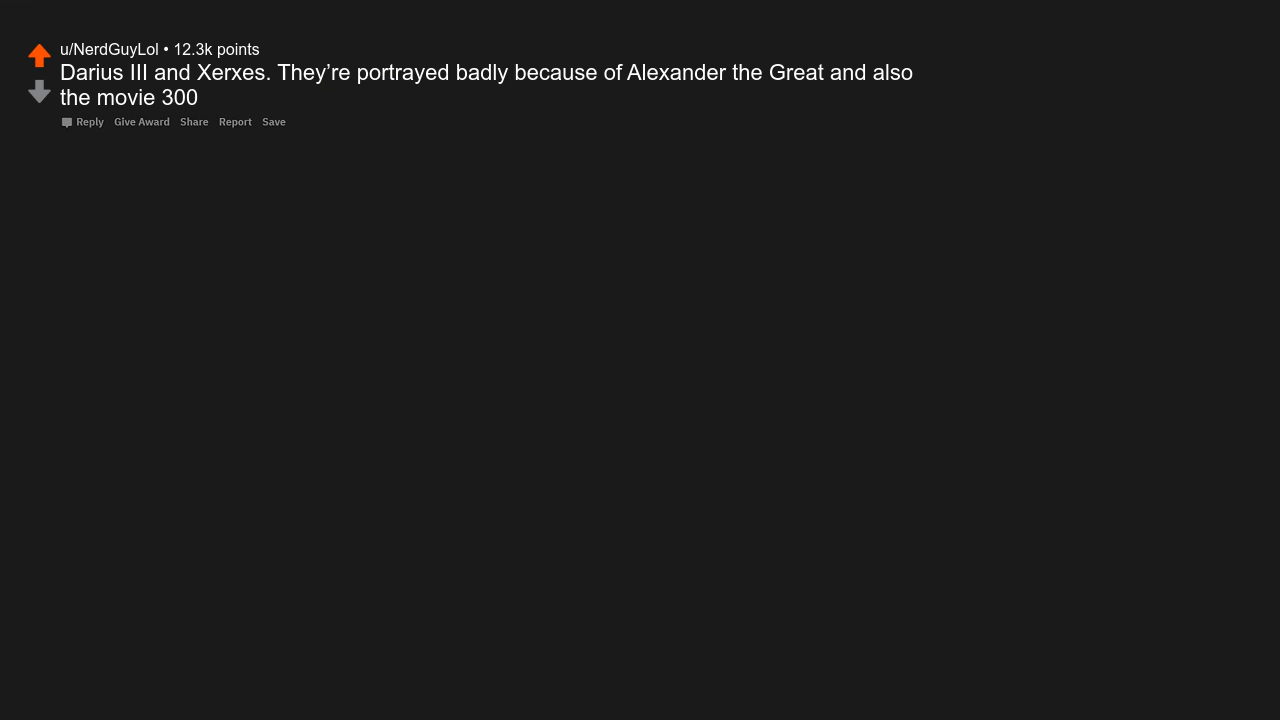 u/NerdGuyLol • 12.3k points
Darius III and Xerxes. They’re portrayed badly because of Alexander the Great and also
the movie 300
Reply Give Award Share Report Save